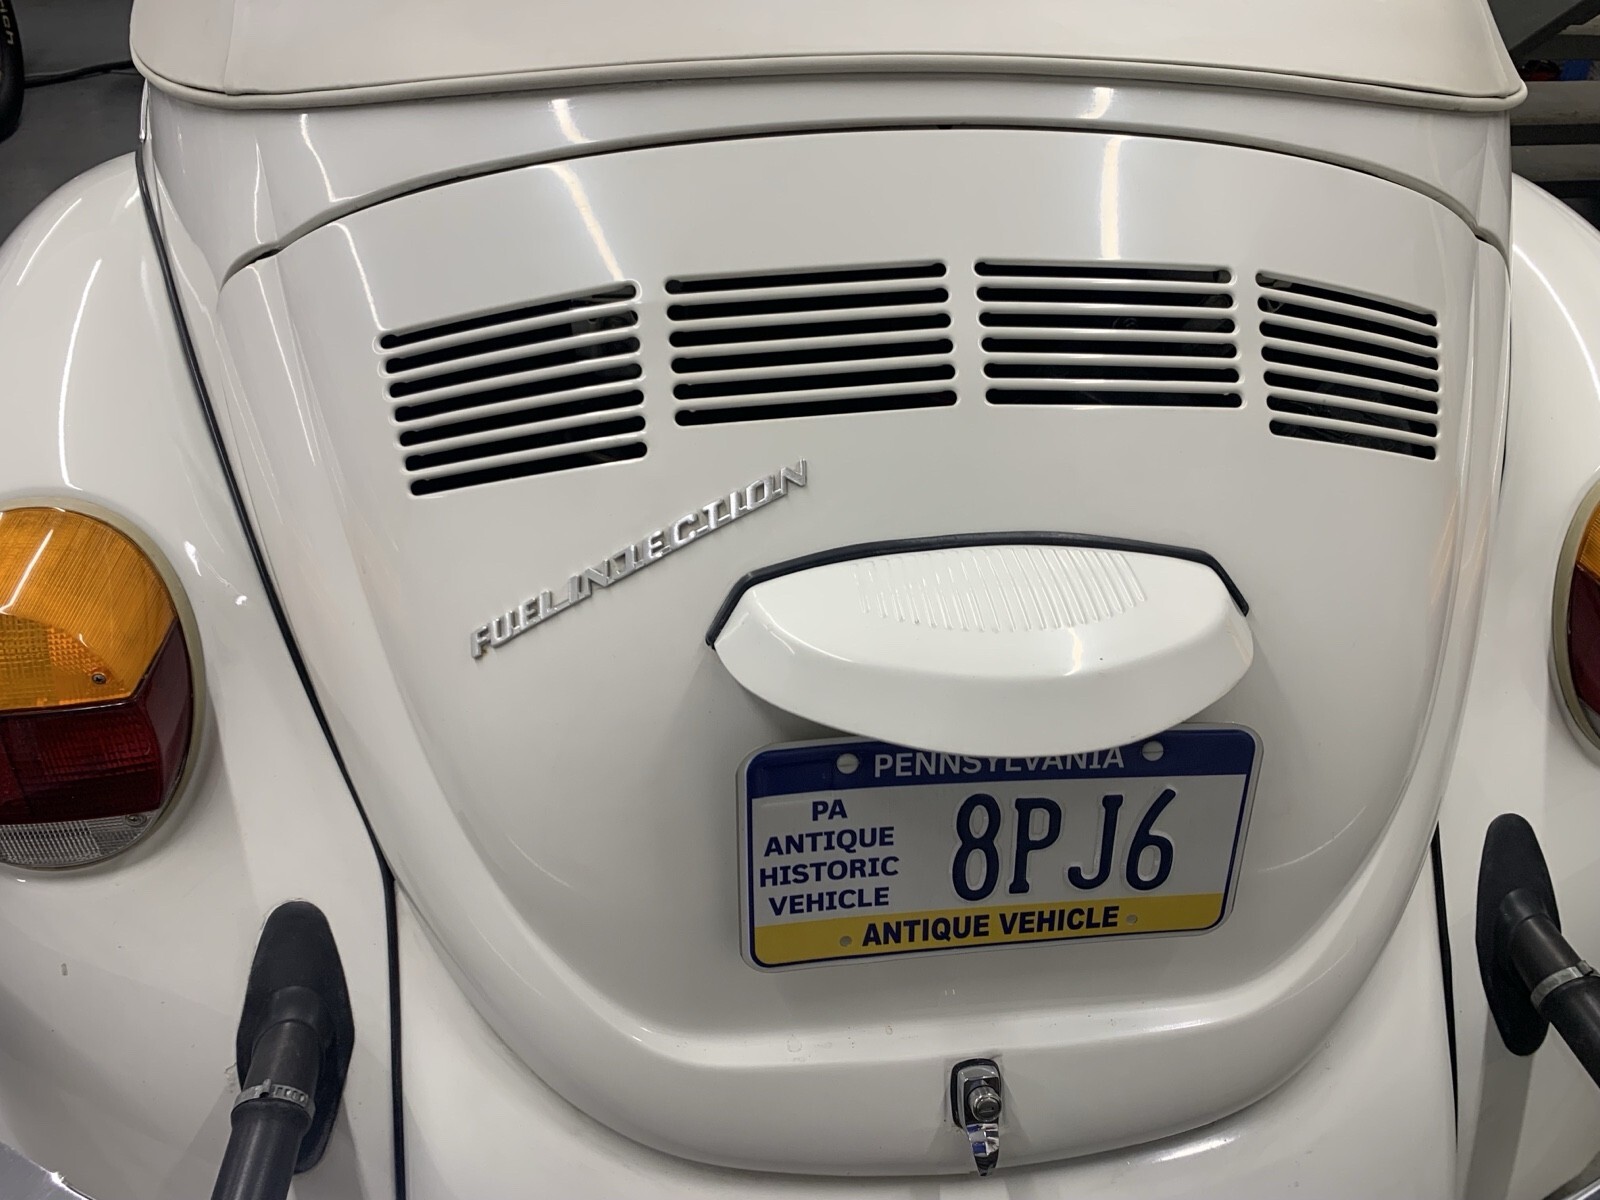 FUEL INJECTION
PENNSYLVANIA
PA
ANTIQUE
HISTORIC
VEHICLE
8PJ6
ANTIQUE VEHICLE